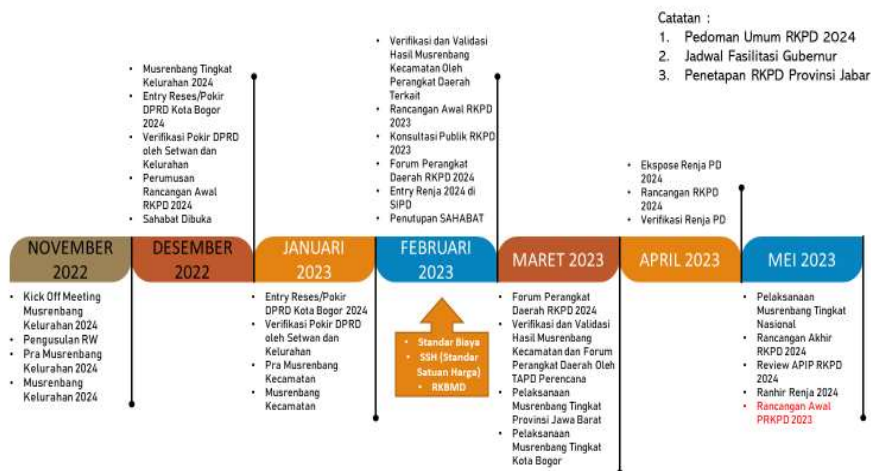 Catatan :
1. Pedoman Umum RKPD 2024
2. Jadwal Fasilitasi Gubernur
3. Penetapan RKPD Provinsi Jabar
• Musrenbang Tingkat
Kelurahan 2024
• Entry Reses/Pokir
DPRD Kota Bogor
2024
• Verifikasi Pokir DPRD
oleh Setwan dan
Kelurahan
• Perumusan
Rancangan Awal
RKPD 2024
• Sahabat Dibuka
• Verifikasi dan Validasi
Hasil Musrenbang
Kecamatan Oleh
Perangkat Daerah
Terkait
• Rancangan Awal RKPD
2023
• Konsultasi Publik RKPD
2023
• Forum Perangkat
Daerah RKPD 2024
• Entry Renja 2024 di
SIPD
• Penutupan SAHABAT
• Ekspose Renja PD
2024
• Rancangan RKPD
2024
• Verifikasi Renja PD
NOVEMBER
2022
DESEMBER
2022
JANUARI
2023
FEBRUARI
2023
MARET 2023
APRIL 2023
MEI 2023
• Kick Off Meeting
Musrenbang
Kelurahan 2024
• Pengusulan RW
• Pra Musrenbang
Kelurahan 2024
• Musrenbang
Kelurahan 2024
• Entry Reses/Pokir
DPRD Kota Bogor 2024
• Verifikasi Pokir DPRD
oleh Setwan dan
Kelurahan
• Pra Musrenbang
Kecamatan
• Musrenbang
Kecamatan
• Standar Biaya
• SSH (Standar
Satuan Harga)
• RKBMD
• Forum Perangkat
Daerah RKPD 2024
• Verifikasi dan Validasi
Hasil Musrenbang
Kecamatan dan Forum
Perangkat Daerah Oleh
TAPD Perencana
• Pelaksanaan
Musrenbang Tingkat
Provinsi Jawa Barat
• Pelaksanaan
Musrenbang Tingkat
Kota Bogor
• Pelaksanaan
Musrenbang Tingkat
Nasional
• Rancangan Akhir
RKPD 2024
• Review APIP RKPD
2024
• Ranhir Renja 2024
• Rancangan Awal
PRKPD 2023